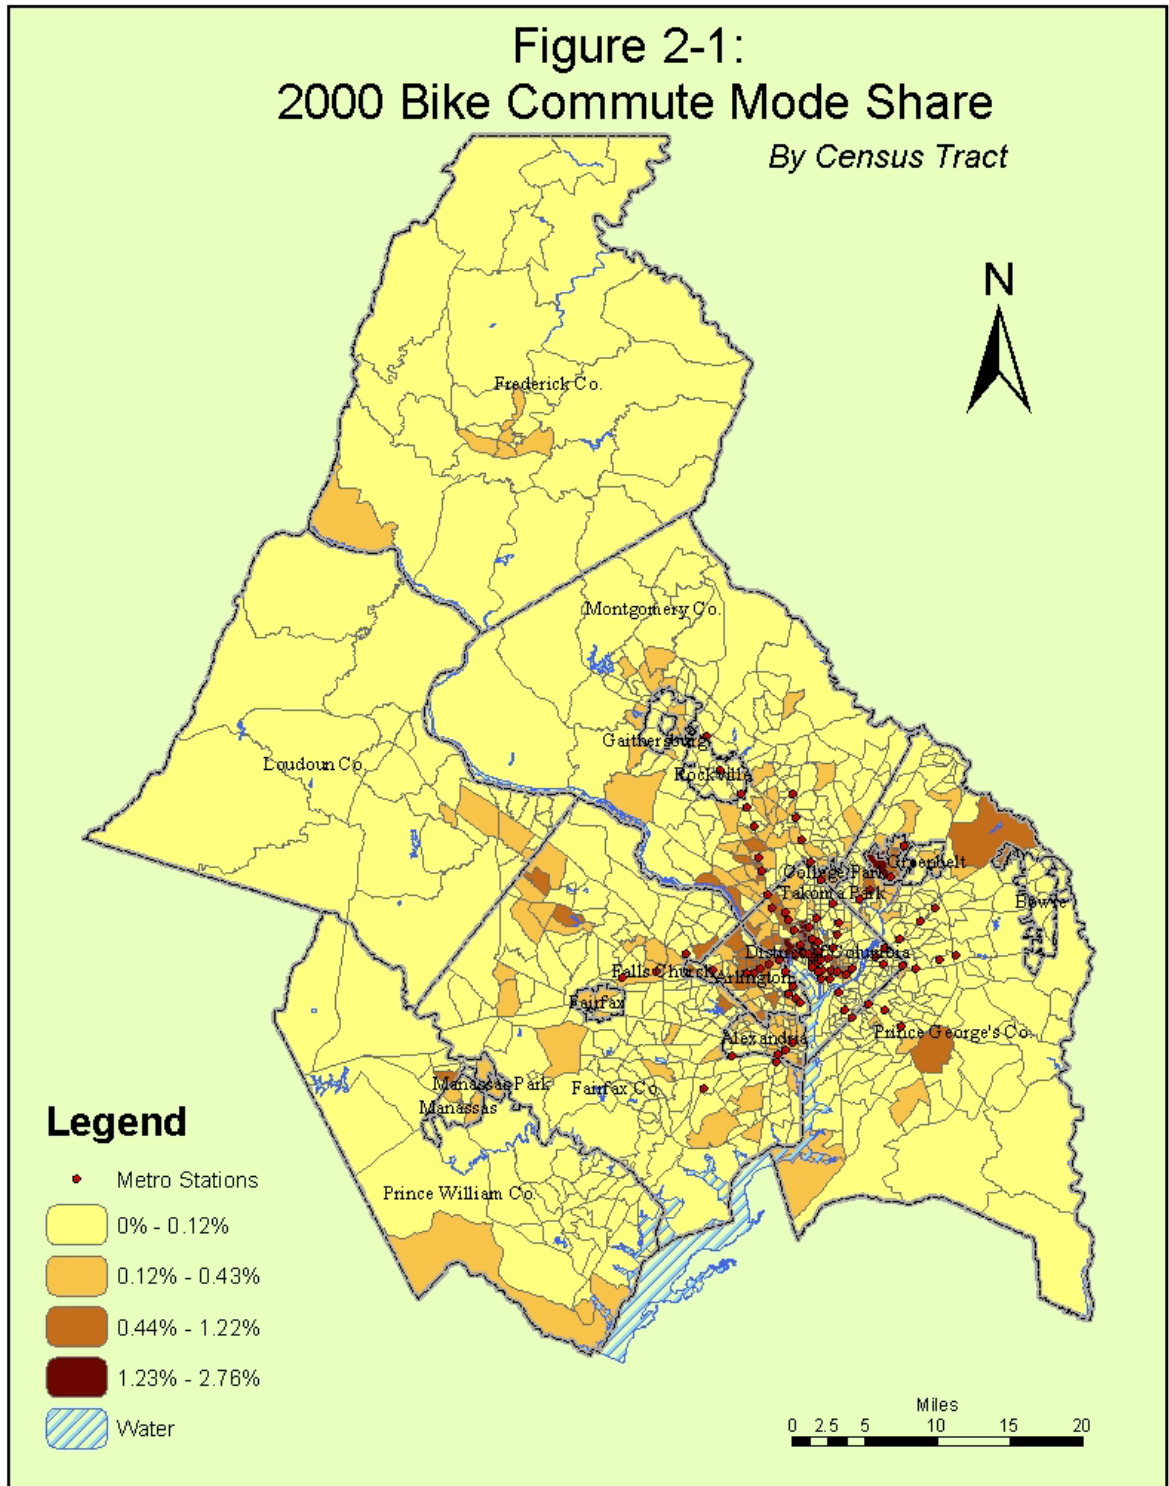 Figure 2-1:
2000 Bike Commute Mode Share
By Census Tract
N
Frederick Co.
Montgomery Co.
Gaithersburg
Loudoun Co.
Rockville
Greenbelt
College Park
Takoma Park
Bowie
District of Columbia
Falls Church
Arlington
Fairfax
Alexandria
Prince George's Co.
Manassas Park
Fairfax Co.
Manassas
Prince William Co.
Legend
Metro Stations
0% - 0.12%
0.12% - 0.43%
0.44% - 1.22%
1.23% - 2.76%
Water
Miles
0 2.5 5 10 15 20